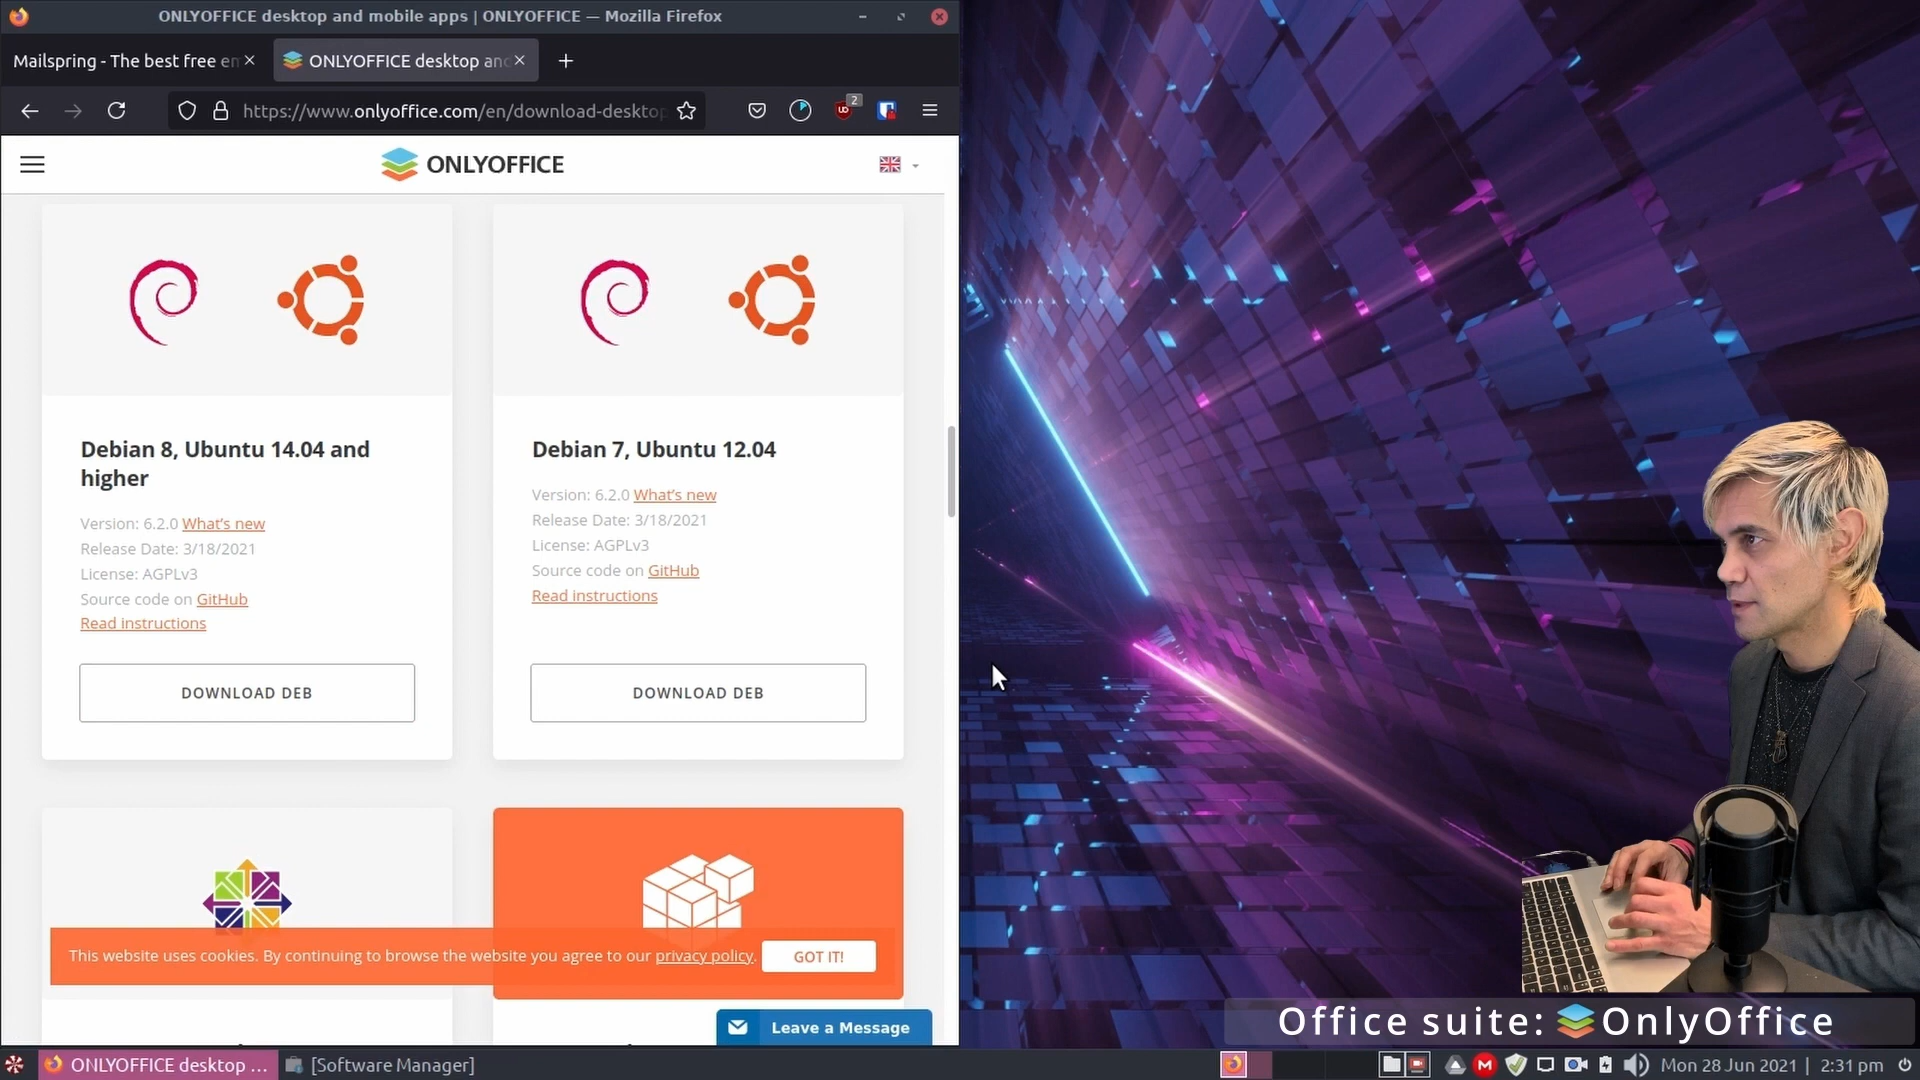 ONLYOFFICE desktop and mobile apps | ONLYOFFICE — Mozilla Firefox
Mailspring - The best free em
ONLYOFFICE desktop and
https://www.onlyoffice.com/en/download-desktop
2
ONLYOFFICE
Debian 8, Ubuntu 14.04 and
higher
Version: 6.2.0 What's new
Release Date: 3/18/2021
License: AGPLv3
Source code on GitHub
Read instructions
DOWNLOAD DEB
Debian 7, Ubuntu 12.04
Version: 6.2.0 What's new
Release Date: 3/18/2021
License: AGPLv3
Source code on GitHub
Read instructions
DOWNLOAD DEB
This website uses cookies. By continuing to browse the website you agree to our privacy policy. GOT IT!
Leave a Message
Office suite: OnlyOffice
ONLYOFFICE desktop ...
[Software Manager]
Mon 28 Jun 2021 | 2:31 pm